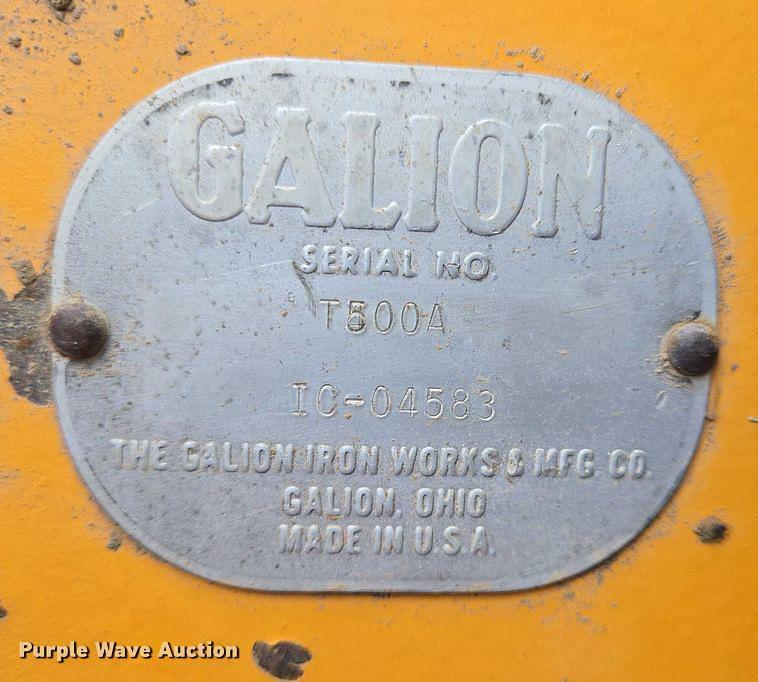 GALION
SERIAL NO.
T500A
IC-04583
THE GALION IRON WORKS & MFG. CO.
GALION, OHIO
MADE IN U.S.A.
Purple Wave Auction